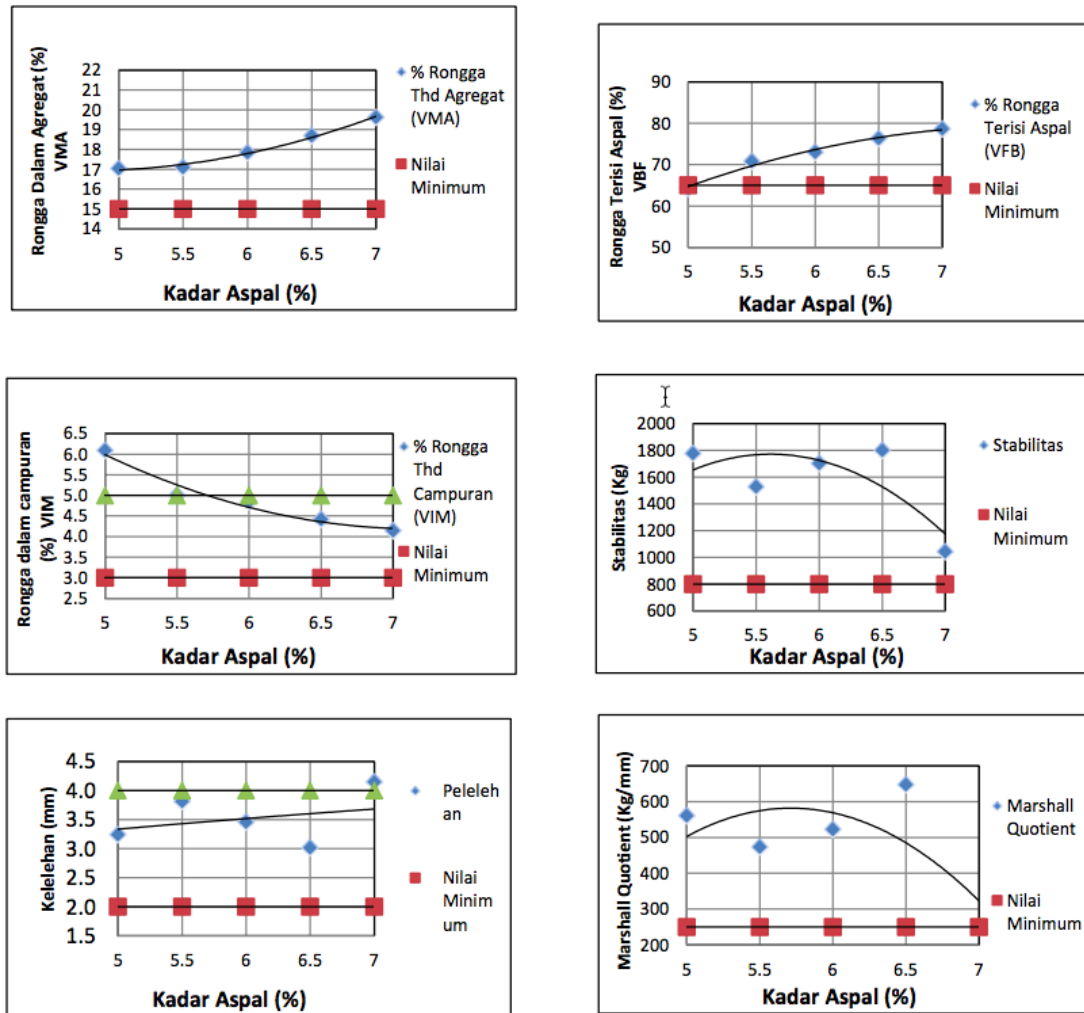 Rongga Dalam Agregat (%)
VMA
22
21
20
19
18
17
16
15
14
5
5.5
6
6.5
7
Kadar Aspal (%)
% Rongga
Thd Agregat
(VMA)
Nilai
Minimum
Rongga Terisi Aspal (%)
VBF
90
80
70
60
50
5
5.5
6
6.5
7
Kadar Aspal (%)
% Rongga
Terisi Aspal
(VFB)
Nilai
Minimum
Rongga dalam campuran
(%) VIM
6.5
6.0
5.5
5.0
4.5
4.0
3.5
3.0
2.5
5
5.5
6
6.5
7
Kadar Aspal (%)
% Rongga
Thd
Campuran
(VIM)
Nilai
Minimum
Stabilitas (Kg)
2000
1800
1600
1400
1200
1000
800
600
5
5.5
6
6.5
7
Kadar Aspal (%)
Stabilitas
Nilai
Minimum
Kelelehan (mm)
4.5
4.0
3.5
3.0
2.5
2.0
1.5
5
5.5
6
6.5
7
Kadar Aspal (%)
Peleleh
an
Nilai
Minim
um
Marshall Quotient (Kg/mm)
700
600
500
400
300
200
5
5.5
6
6.5
7
Kadar Aspal (%)
Marshall
Quotient
Nilai
Minimum